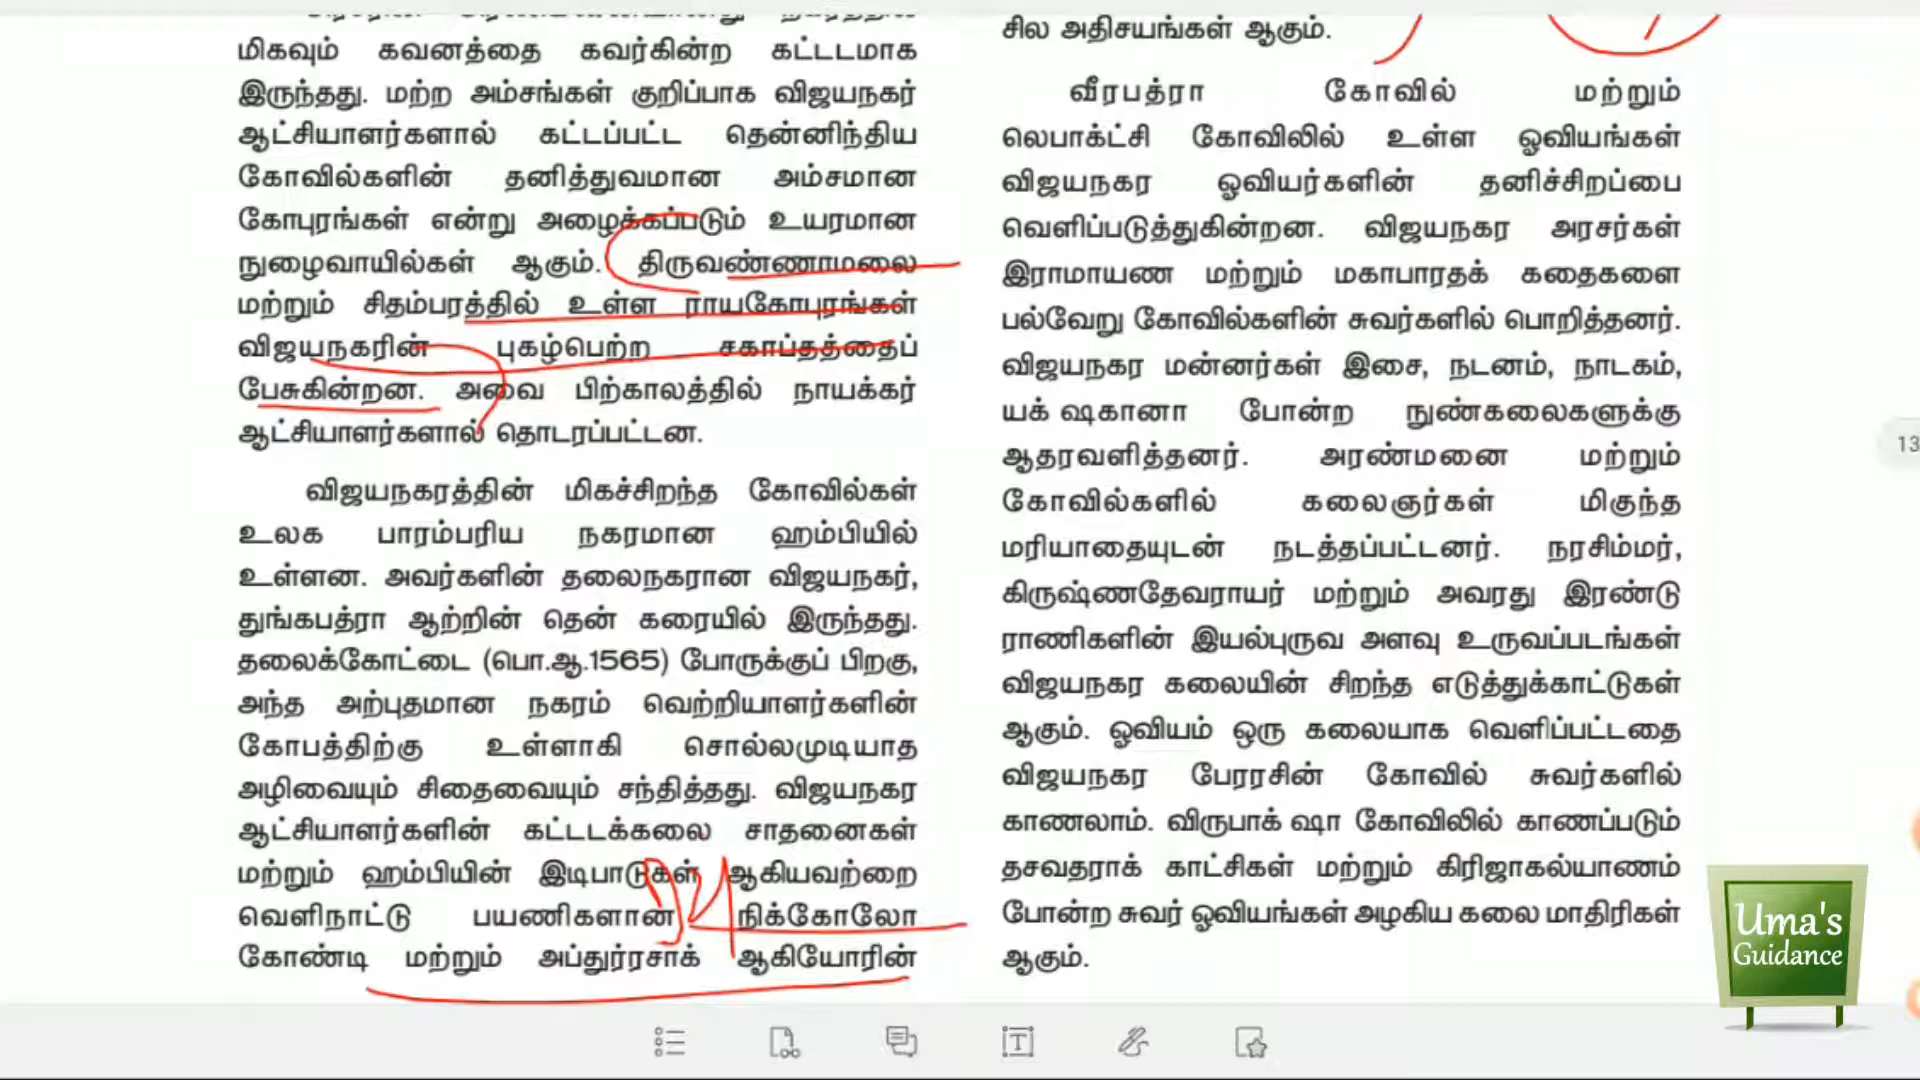 மிகவும் கவனத்தை கவர்கின்ற கட்டடமாக
இருந்தது. மற்ற அம்சங்கள் குறிப்பாக விஜயநகர்
ஆட்சியாளர்களால் கட்டப்பட்ட தென்னிந்திய
கோவில்களின் தனித்துவமான அம்சமான
கோபுரங்கள் என்று அழைக்கப்படும் உயரமான
நுழைவாயில்கள் ஆகும். திருவண்ணாமலை
மற்றும் சிதம்பரத்தில் உள்ள ராயகோபுரங்கள்
விஜயநகரின் புகழ்பெற்ற சகாப்தத்தைப்
பேசுகின்றன. அவை பிற்காலத்தில் நாயக்கர்
ஆட்சியாளர்களால் தொடரப்பட்டன.
விஜயநகரத்தின் மிகச்சிறந்த கோவில்கள்
உலக பாரம்பரிய நகரமான ஹம்பியில்
உள்ளன. அவர்களின் தலைநகரான விஜயநகர்,
துங்கபத்ரா ஆற்றின் தென் கரையில் இருந்தது.
தலைக்கோட்டை (பொ.ஆ.1565) போருக்குப் பிறகு,
அந்த அற்புதமான நகரம் வெற்றியாளர்களின்
கோபத்திற்கு உள்ளாகி சொல்லமுடியாத
அழிவையும் சிதைவையும் சந்தித்தது. விஜயநகர
ஆட்சியாளர்களின் கட்டடக்கலை சாதனைகள்
மற்றும் ஹம்பியின் இடிபாடுகள் ஆகியவற்றை
வெளிநாட்டு பயணிகளான நிக்கோலோ
கோண்டி மற்றும் அப்துர்ரசாக் ஆகியோரின்
சில அதிசயங்கள் ஆகும்.
வீரபத்ரா கோவில் மற்றும்
லெபாக்ட்சி கோவிலில் உள்ள ஓவியங்கள்
விஜயநகர ஓவியர்களின் தனிச்சிறப்பை
வெளிப்படுத்துகின்றன. விஜயநகர அரசர்கள்
இராமாயண மற்றும் மகாபாரதக் கதைகளை
பல்வேறு கோவில்களின் சுவர்களில் பொறித்தனர்.
விஜயநகர மன்னர்கள் இசை, நடனம், நாடகம்,
யக் ஷகானா போன்ற நுண்கலைகளுக்கு
ஆதரவளித்தனர். அரண்மனை மற்றும்
கோவில்களில் கலைஞர்கள் மிகுந்த
மரியாதையுடன் நடத்தப்பட்டனர். நரசிம்மர்,
கிருஷ்ணதேவராயர் மற்றும் அவரது இரண்டு
ராணிகளின் இயல்புருவ அளவு உருவப்படங்கள்
விஜயநகர கலையின் சிறந்த எடுத்துக்காட்டுகள்
ஆகும். ஓவியம் ஒரு கலையாக வெளிப்பட்டதை
விஜயநகர பேரரசின் கோவில் சுவர்களில்
காணலாம். விருபாக் ஷா கோவிலில் காணப்படும்
தசவதராக் காட்சிகள் மற்றும் கிரிஜாகல்யாணம்
போன்ற சுவர் ஓவியங்கள் அழகிய கலை மாதிரிகள்
ஆகும்.
13
Uma's
Guidance